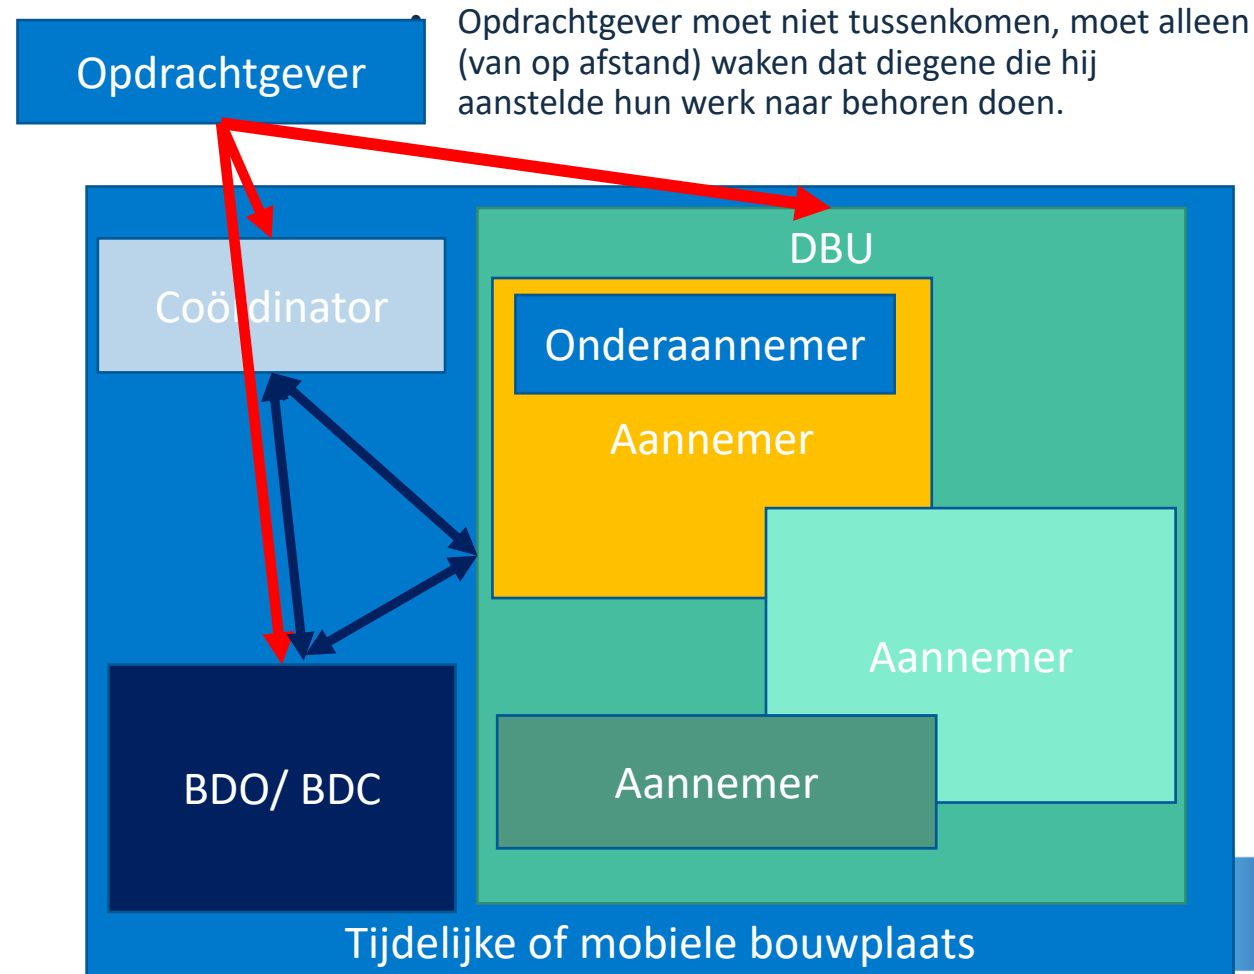 Opdrachtgever
• Opdrachtgever moet niet tussenkomen, moet alleen
(van op afstand) waken dat diegene die hij
aanstelde hun werk naar behoren doen.
DBU
Coördinator
Onderaannemer
Aannemer
Aannemer
BDO/ BDC
Aannemer
Tijdelijke of mobiele bouwplaats